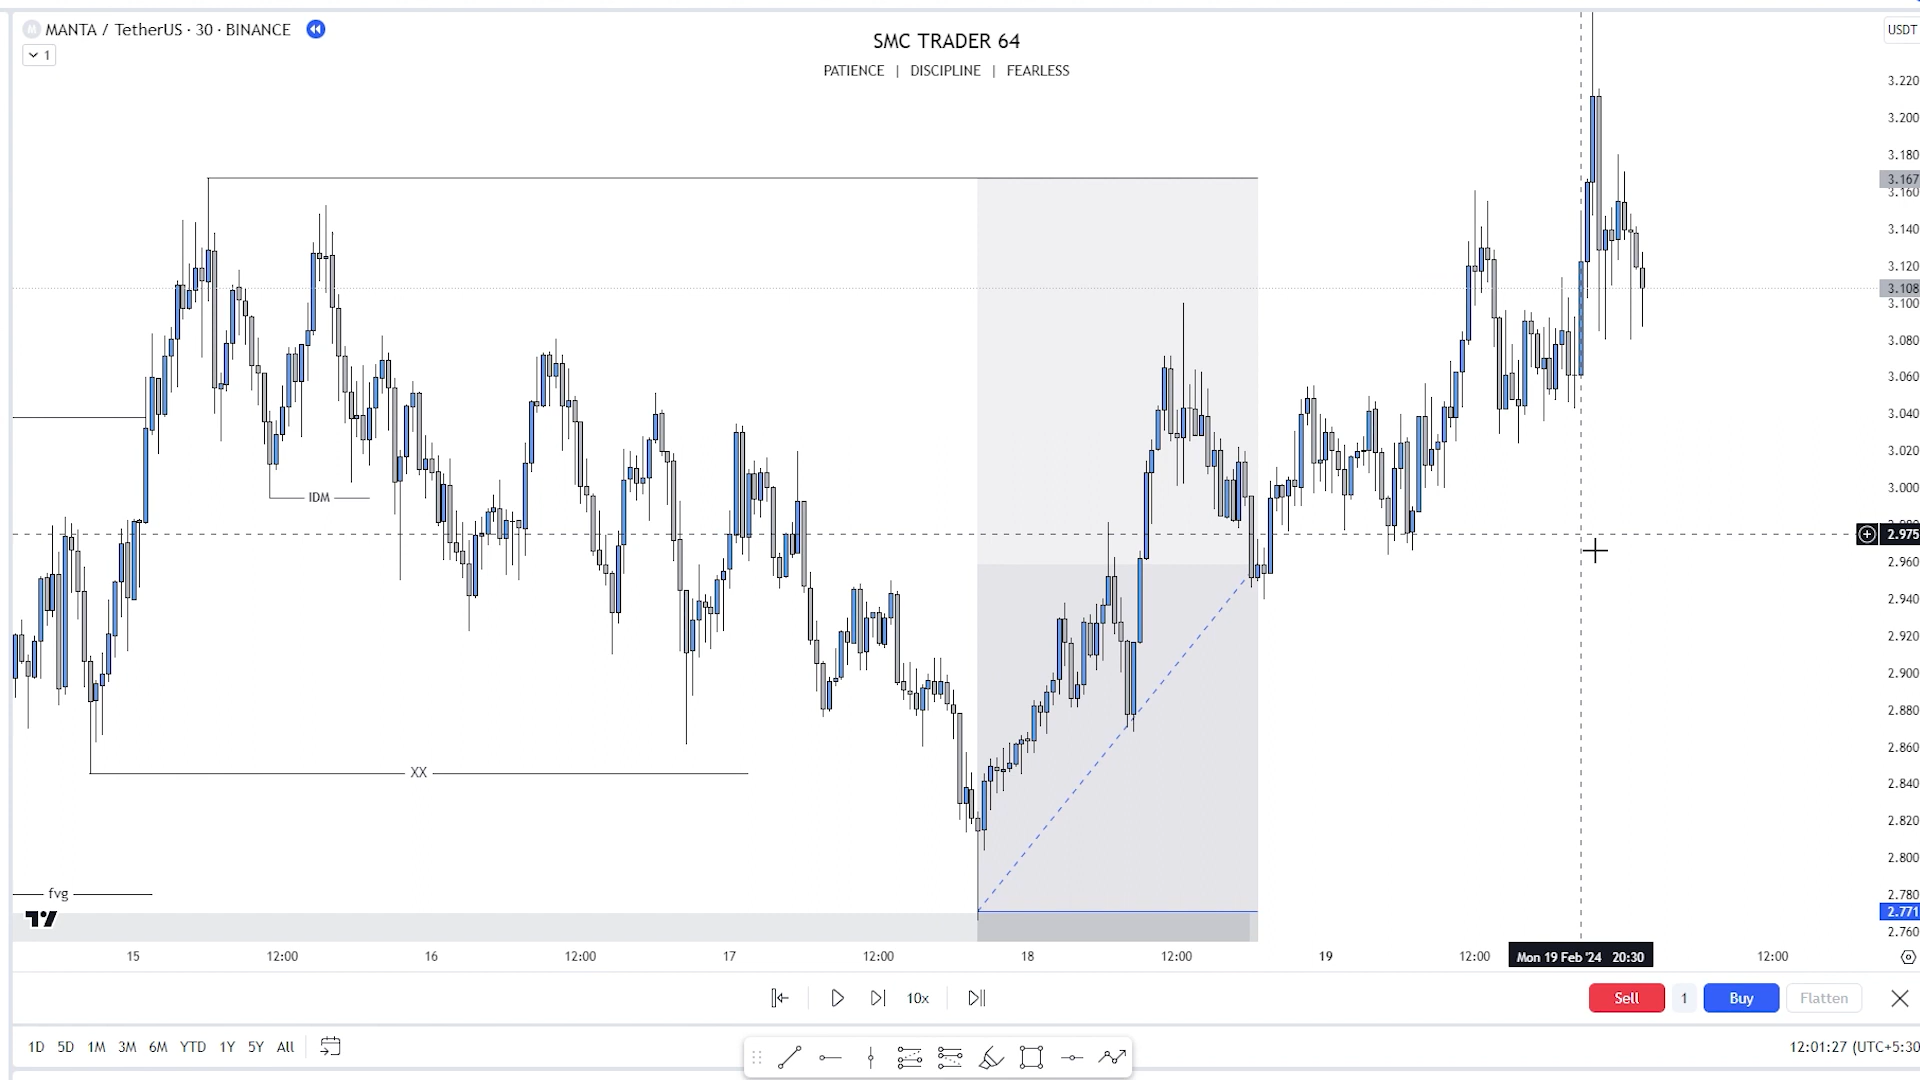 MANTA / TetherUS · 30 · BINANCE
1
SMC TRADER 64
PATIENCE | DISCIPLINE | FEARLESS
USDT
3.220
3.200
3.180
3.167
3.160
3.140
3.120
3.108
3.100
3.080
3.060
3.040
3.020
3.000
2.975
2.960
2.940
2.920
2.900
2.880
2.860
2.840
2.820
2.800
2.780
2.771
2.760
IDM
XX
fvg
15 12:00 16 12:00 17 12:00 18 12:00 19 12:00 Mon 19 Feb '24 20:30 12:00
10x
Sell 1 Buy Flatten
1D 5D 1M 3M 6M YTD 1Y 5Y All
12:01:27 (UTC+5:30